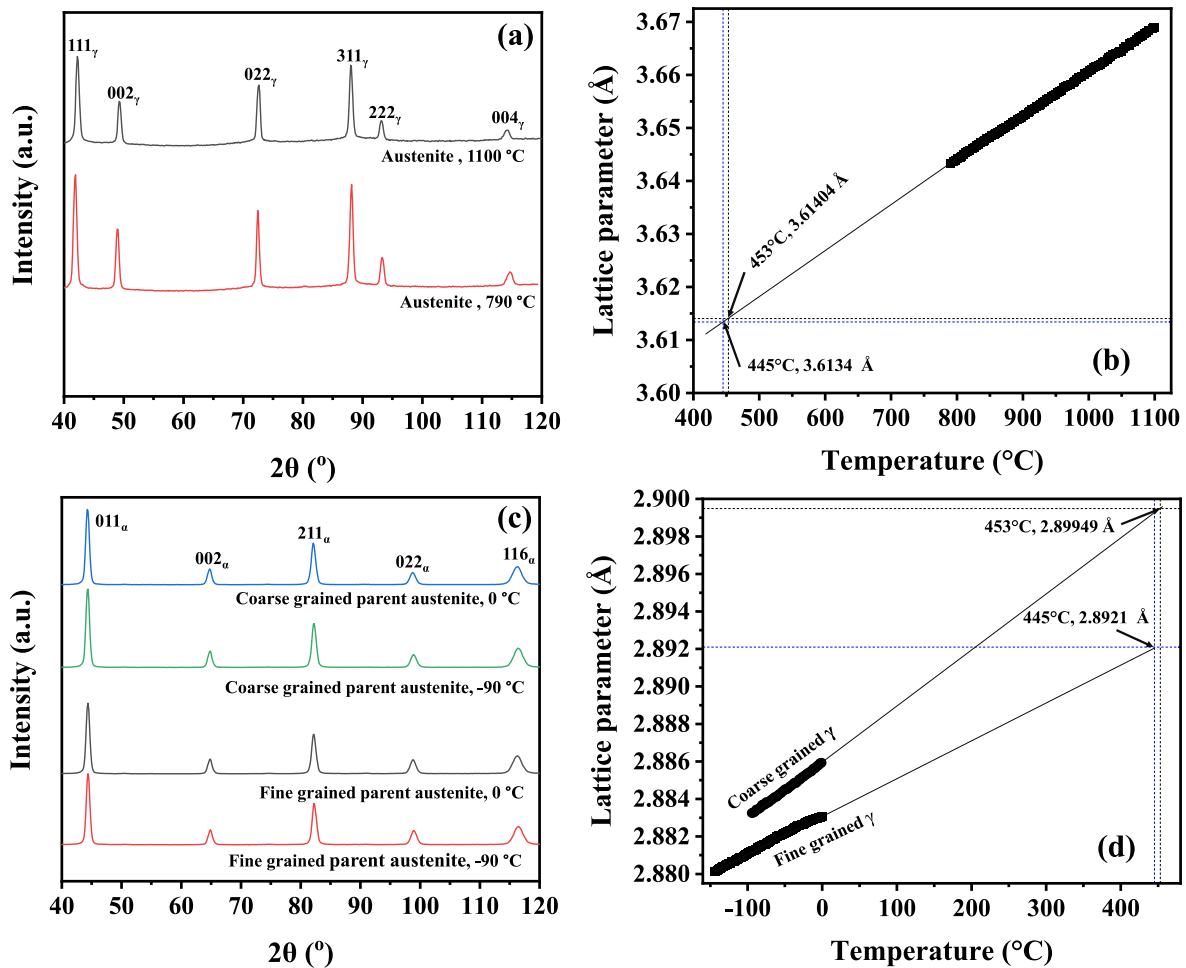 (a)
111γ
002γ
022γ
311γ
222γ
004γ
Austenite , 1100 °C
Austenite , 790 °C
Intensity (a.u.)
40 50 60 70 80 90 100 110 120
2θ (°)
(b)
3.67
3.66
3.65
3.64
3.63
3.62
3.61
3.60
Lattice parameter (Å)
453°C, 3.61404 Å
445°C, 3.6134 Å
400 500 600 700 800 900 1000 1100
Temperature (°C)
(c)
011α
002α
211α
022α
116α
Coarse grained parent austenite, 0 °C
Coarse grained parent austenite, -90 °C
Fine grained parent austenite, 0 °C
Fine grained parent austenite, -90 °C
Intensity (a.u.)
40 50 60 70 80 90 100 110 120
2θ (°)
2.900
2.898
2.896
2.894
2.892
2.890
2.888
2.886
2.884
2.882
2.880
Lattice parameter (Å)
453°C, 2.89949 Å
445°C, 2.8921 Å
Coarse grained γ
Fine grained γ
(d)
-100 0 100 200 300 400
Temperature (°C)